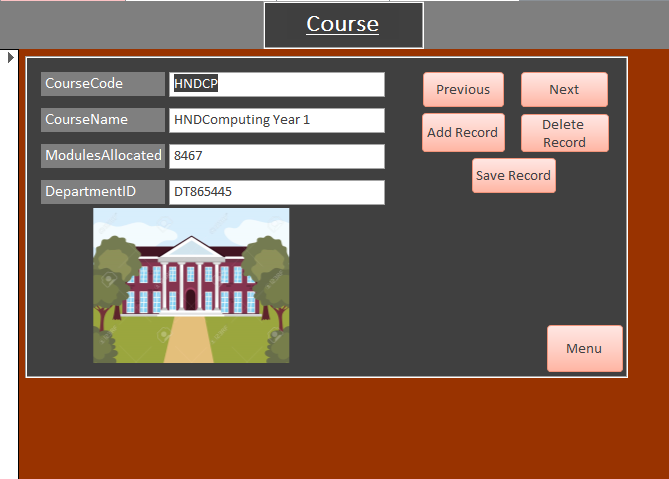 Course
CourseCode HNDCP
CourseName HNDComputing Year 1
ModulesAllocated 8467
DepartmentID DT865445
Previous Next
Add Record Delete Record
Save Record
Menu